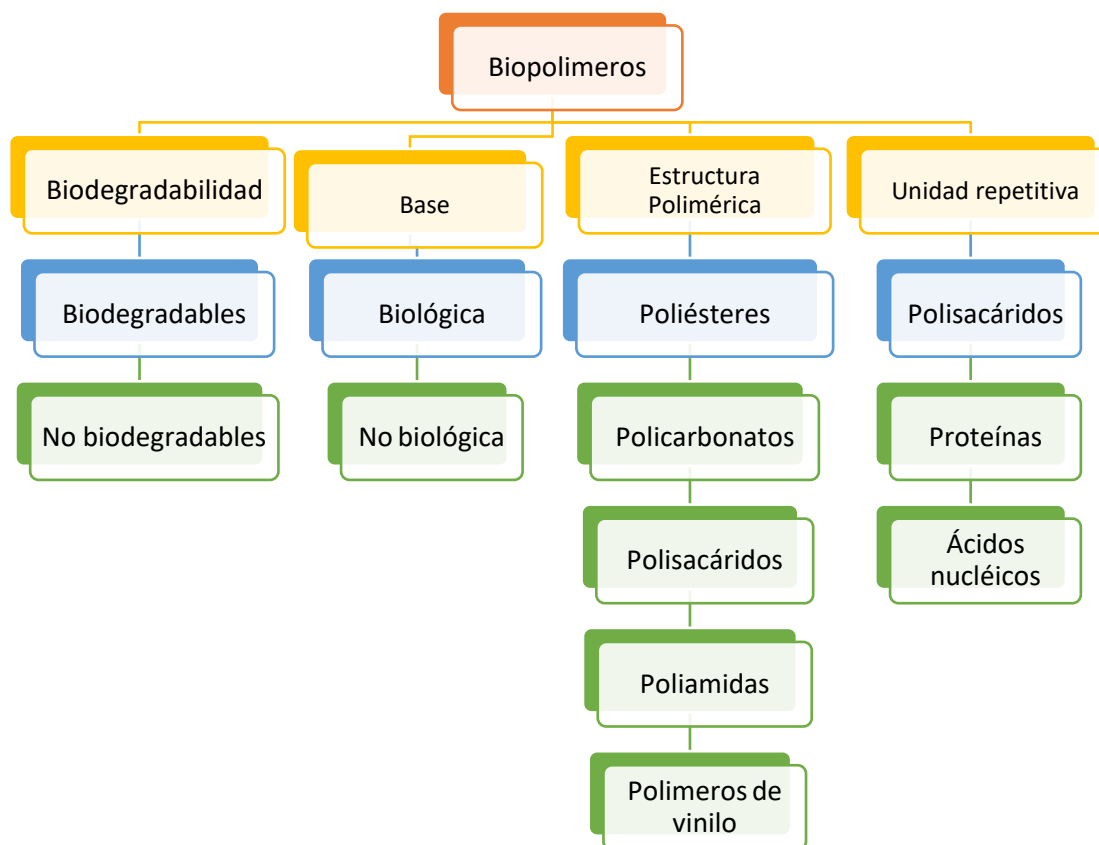 Biopolimeros
Biodegradabilidad
Base
Estructura
Polimérica
Unidad repetitiva
Biodegradables
Biológica
Poliésteres
Polisacáridos
No biodegradables
No biológica
Policarbonatos
Proteínas
Polisacáridos
Ácidos
nucléicos
Poliamidas
Polimeros de
vinilo